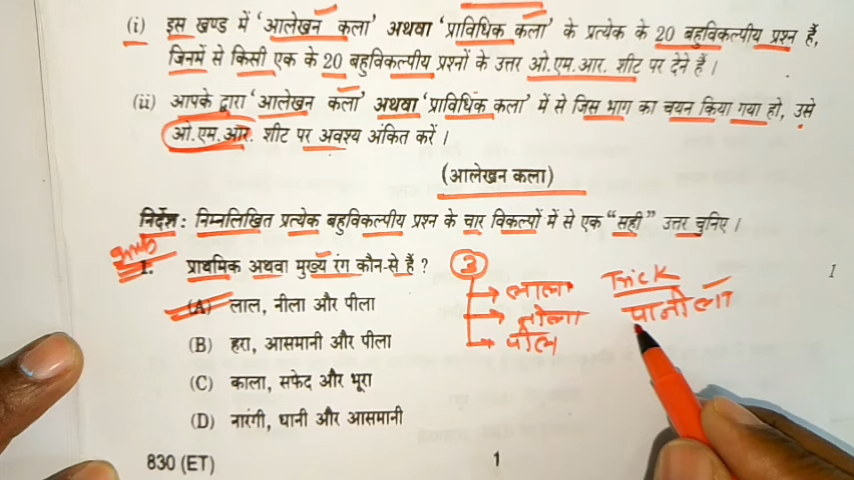 (i) इस खण्ड में 'आलेखन कला' अथवा 'प्राविधिक कला' के प्रत्येक के 20 बहुविकल्पीय प्रश्न हैं,
जिनमें से किसी एक के 20 बहुविकल्पीय प्रश्नों के उत्तर ओ.एम.आर. शीट पर देने हैं ।
(ii) आपके द्वारा 'आलेखन कला' अथवा 'प्राविधिक कला' में से जिस भाग का चयन किया गया हो, उसे
ओ.एम.ओर. शीट पर अवश्य अंकित करें ।
(आलेखन कला)
निर्देश : निम्नलिखित प्रत्येक बहुविकल्पीय प्रश्न के चार विकल्पों में से एक "सही" उत्तर चुनिए ।
1. प्राथमिक अथवा मुख्य रंग कौन-से हैं ?
3
(A) लाल, नीला और पीला
लाल
Trick
पानीला
(B) हरा, आसमानी और पीला
(C) काला, सफेद और भूरा
(D) नारंगी, धानी और आसमानी
830 (ET)
1
1